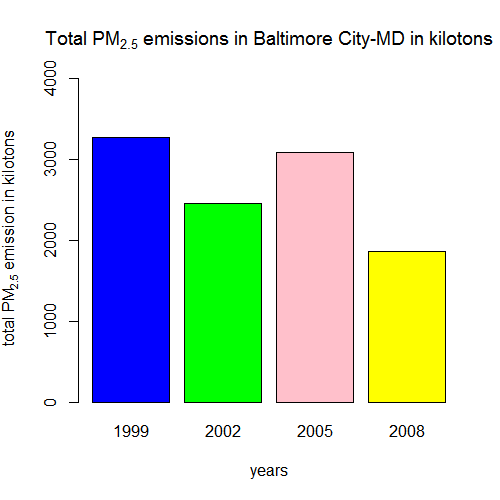 Total PM2.5 emissions in Baltimore City-MD in kilotons
total PM2.5 emission in kilotons
4000
3000
2000
1000
0
1999 2002 2005 2008
years